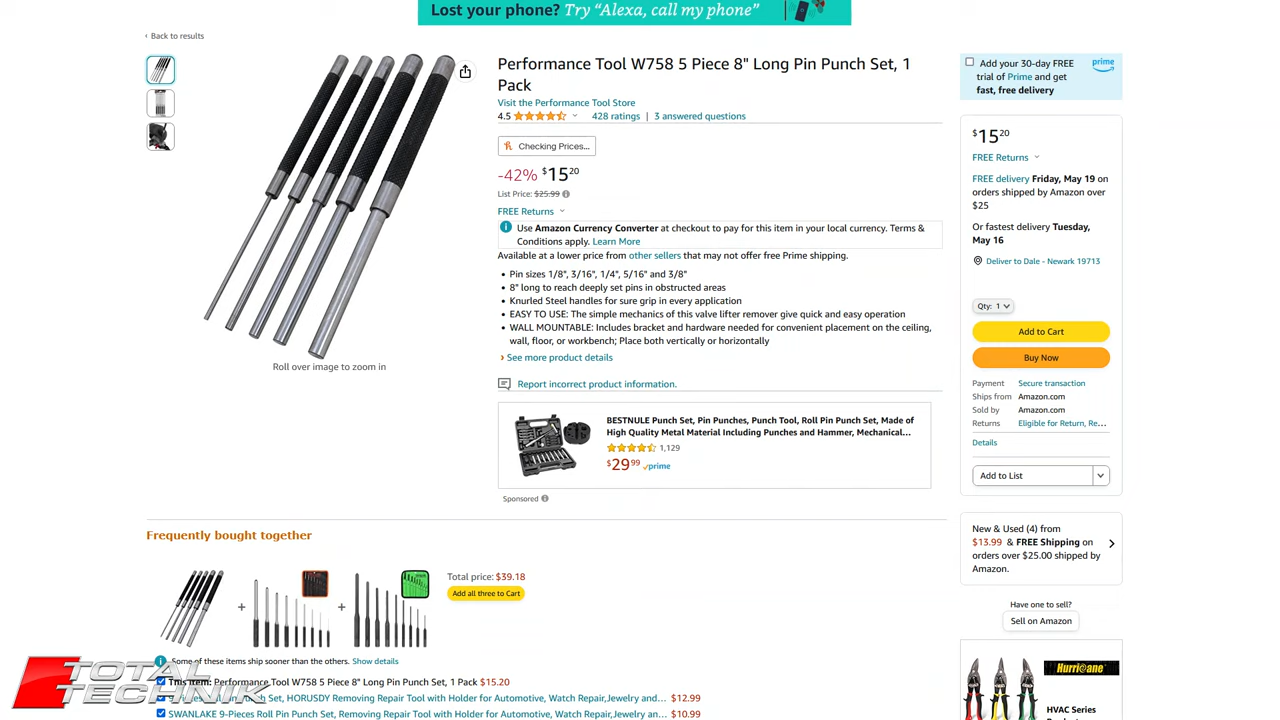 Lost your phone? Try “Alexa, call my phone”
‹ Back to results
Performance Tool W758 5 Piece 8" Long Pin Punch Set, 1
Pack
Visit the Performance Tool Store
4.5 428 ratings | 3 answered questions
Checking Prices...
-42% $15 20
List Price: $25.99
FREE Returns
Use Amazon Currency Converter at checkout to pay for this item in your local currency. Terms &
Conditions apply. Learn More
Available at a lower price from other sellers that may not offer free Prime shipping.
• Pin sizes 1/8", 3/16", 1/4", 5/16" and 3/8"
• 8" long to reach deeply set pins in obstructed areas
• Knurled Steel handles for sure grip in every application
• EASY TO USE: The simple mechanics of this valve lifter remover give quick and easy operation
• WALL MOUNTABLE: Includes bracket and hardware needed for convenient placement on the ceiling,
wall, floor, or workbench; Place both vertically or horizontally
› See more product details
Roll over image to zoom in
Report incorrect product information.
BESTNULE Punch Set, Pin Punches, Punch Tool, Roll Pin Punch Set, Made of
High Quality Metal Material Including Punches and Hammer, Mechanical...
1,129
$29 99 prime
Sponsored
Add your 30-day FREE
trial of Prime and get
fast, free delivery
prime
$15 20
FREE Returns
FREE delivery Friday, May 19 on
orders shipped by Amazon over
$25
Or fastest delivery Tuesday,
May 16
Deliver to Dale - Newark 19713
Qty: 1
Add to Cart
Buy Now
Payment Secure transaction
Ships from Amazon.com
Sold by Amazon.com
Returns Eligible for Return, Re...
Details
Add to List
New & Used (4) from
$13.99 & FREE Shipping on
orders over $25.00 shipped by
Amazon.
Have one to sell?
Sell on Amazon
Hurricane
HVAC Series
Frequently bought together
+ +
Total price: $39.18
Add all three to Cart
Some of these items ship sooner than the others. Show details
This item: Performance Tool W758 5 Piece 8" Long Pin Punch Set, 1 Pack $15.20
Set, HORUSDY Removing Repair Tool with Holder for Automotive, Watch Repair,Jewelry and... $12.99
SWANLAKE 9-Pieces Roll Pin Punch Set, Removing Repair Tool with Holder for Automotive, Watch Repair,Jewelry an... $10.99
TOTAL
TECHNIK